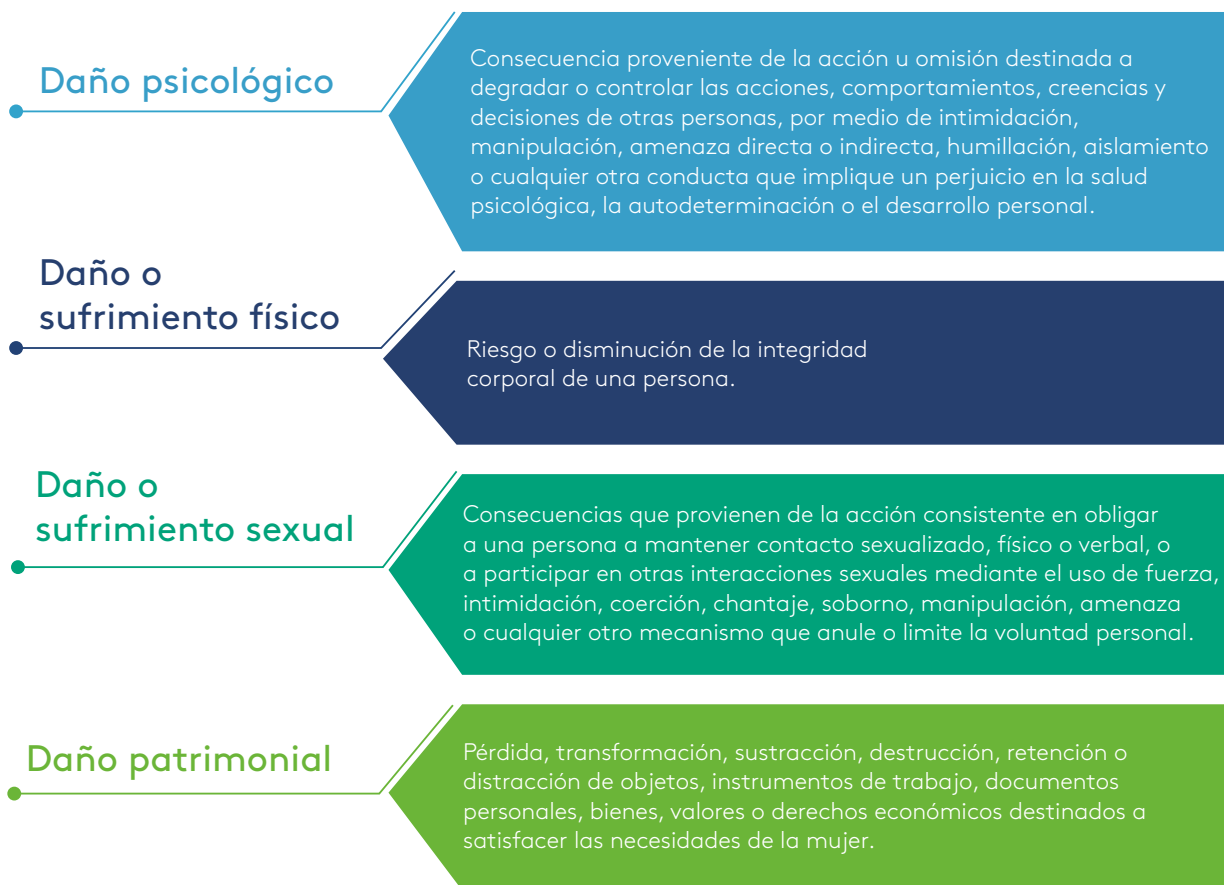 Daño psicológico
Consecuencia proveniente de la acción u omisión destinada a
degradar o controlar las acciones, comportamientos, creencias y
decisiones de otras personas, por medio de intimidación,
manipulación, amenaza directa o indirecta, humillación, aislamiento
o cualquier otra conducta que implique un perjuicio en la salud
psicológica, la autodeterminación o el desarrollo personal.
Daño o
sufrimiento físico
Riesgo o disminución de la integridad
corporal de una persona.
Daño o
sufrimiento sexual
Consecuencias que provienen de la acción consistente en obligar
a una persona a mantener contacto sexualizado, físico o verbal, o
a participar en otras interacciones sexuales mediante el uso de fuerza,
intimidación, coerción, chantaje, soborno, manipulación, amenaza
o cualquier otro mecanismo que anule o limite la voluntad personal.
Daño patrimonial
Pérdida, transformación, sustracción, destrucción, retención o
distracción de objetos, instrumentos de trabajo, documentos
personales, bienes, valores o derechos económicos destinados a
satisfacer las necesidades de la mujer.